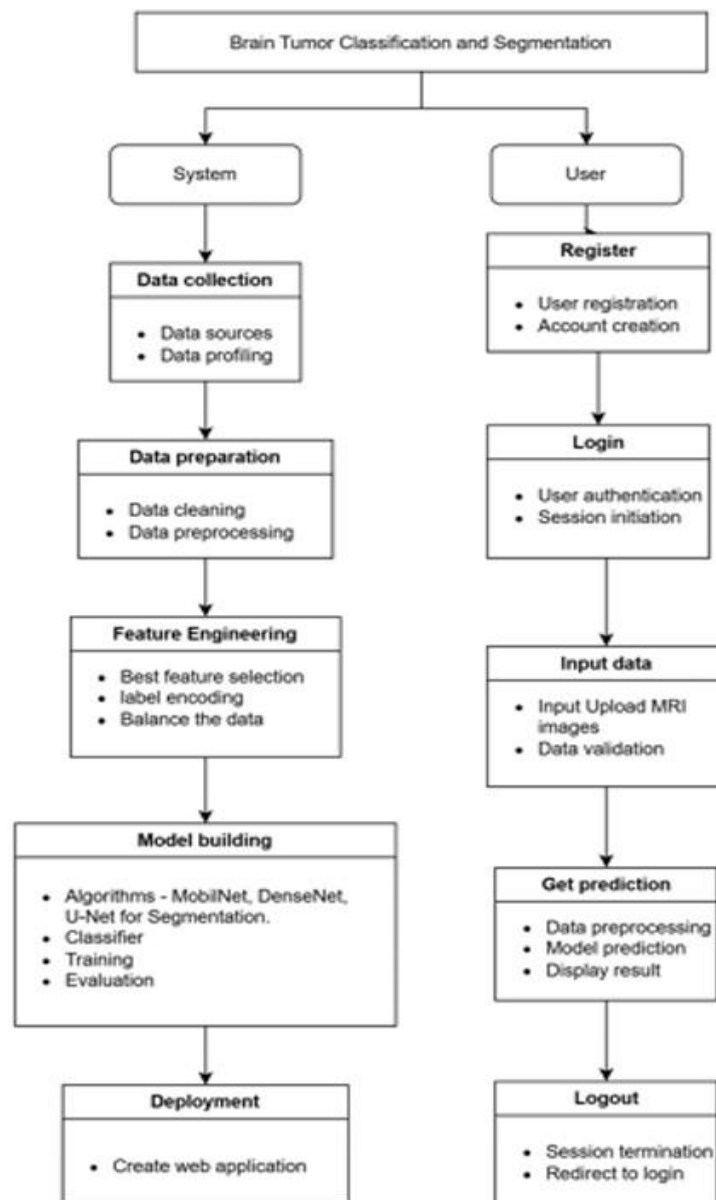 Brain Tumor Classification and Segmentation
System
Data collection
• Data sources
• Data profiling
Data preparation
• Data cleaning
• Data preprocessing
Feature Engineering
• Best feature selection
• label encoding
• Balance the data
Model building
• Algorithms - MobilNet, DenseNet,
U-Net for Segmentation.
• Classifier
• Training
• Evaluation
Deployment
• Create web application
User
Register
• User registration
• Account creation
Login
• User authentication
• Session initiation
Input data
• Input Upload MRI
images
• Data validation
Get prediction
• Data preprocessing
• Model prediction
• Display result
Logout
• Session termination
• Redirect to login